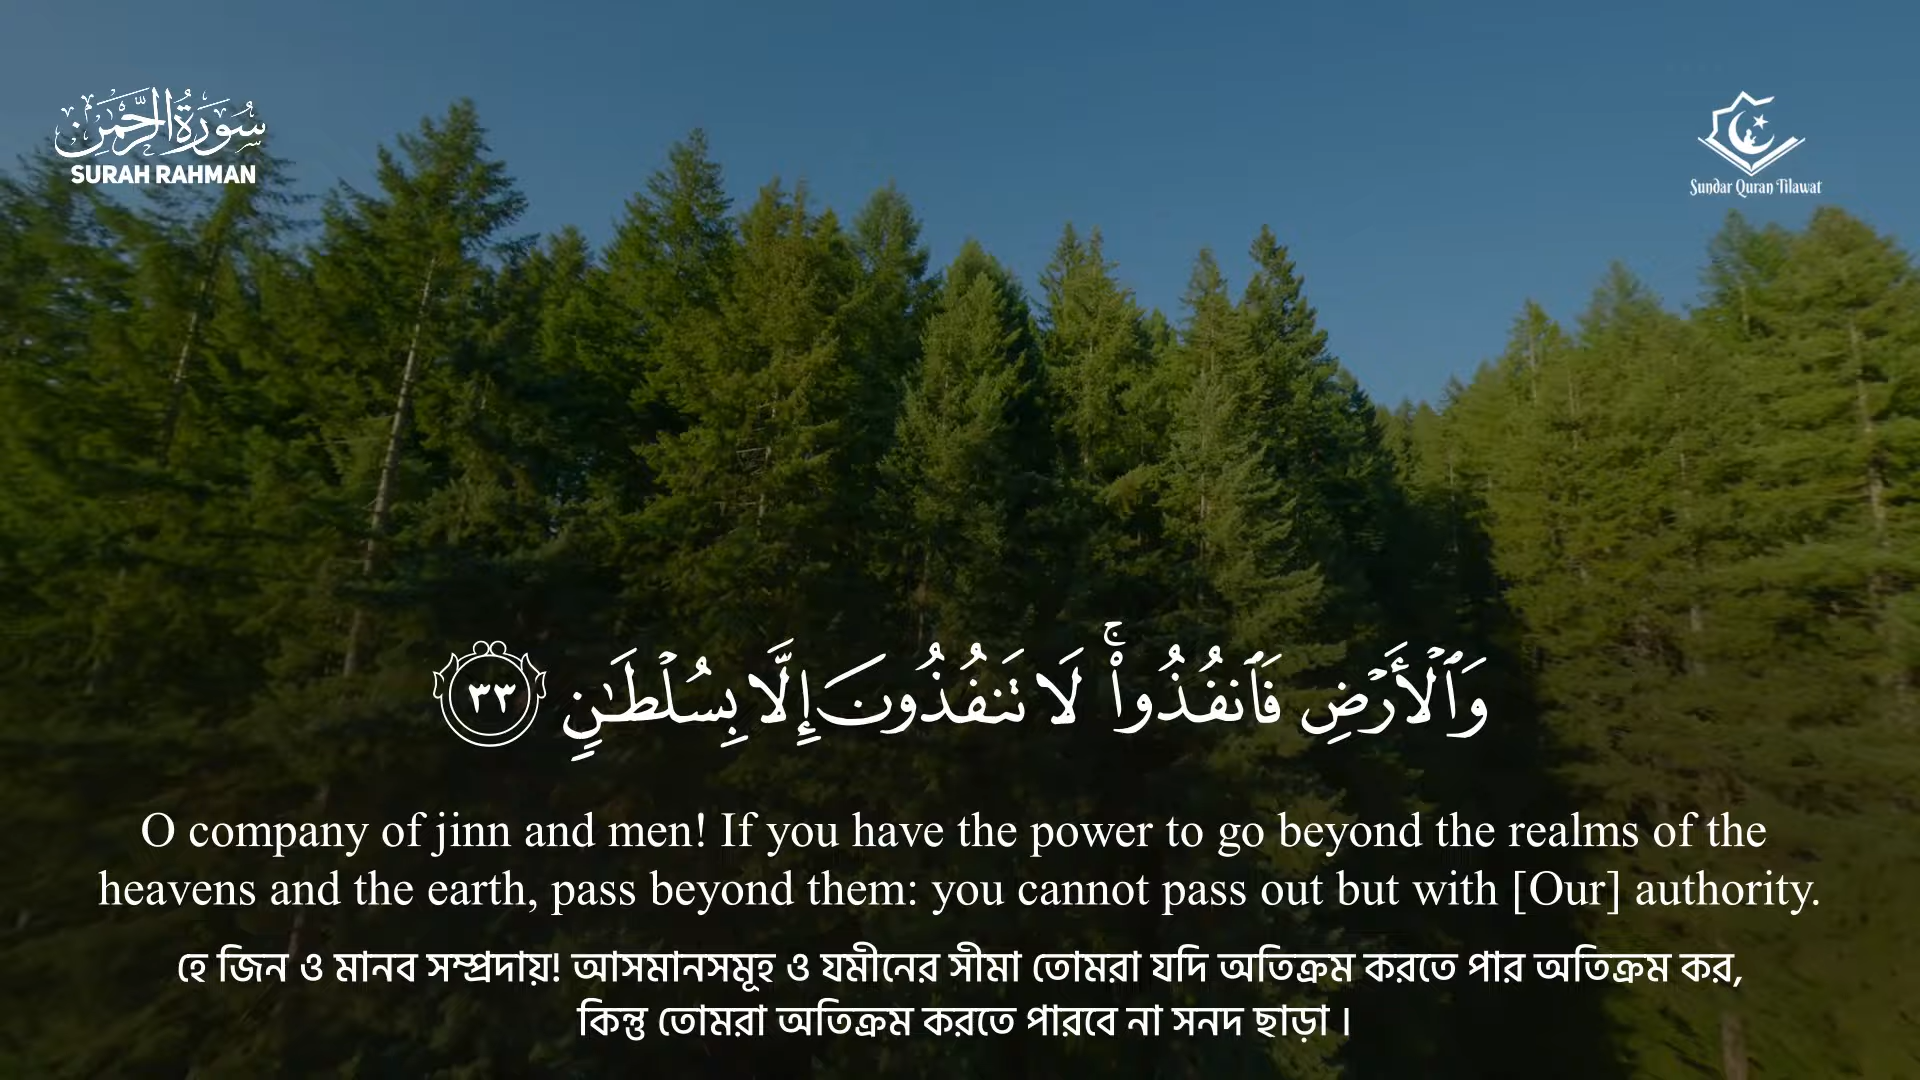 سُورَةُ الرَّحْمٰن
SURAH RAHMAN
Sundar Quran Tilawat
وَٱلْأَرْضِ فَٱنفُذُوا۟ ۚ لَا تَنفُذُونَ إِلَّا بِسُلْطَـٰنٍ ٣٣
O company of jinn and men! If you have the power to go beyond the realms of the
heavens and the earth, pass beyond them: you cannot pass out but with [Our] authority.
হে জিন ও মানব সম্প্রদায়! আসমানসমূহ ও যমীনের সীমা তোমরা যদি অতিক্রম করতে পার অতিক্রম কর,
কিন্তু তোমরা অতিক্রম করতে পারবে না সনদ ছাড়া ।